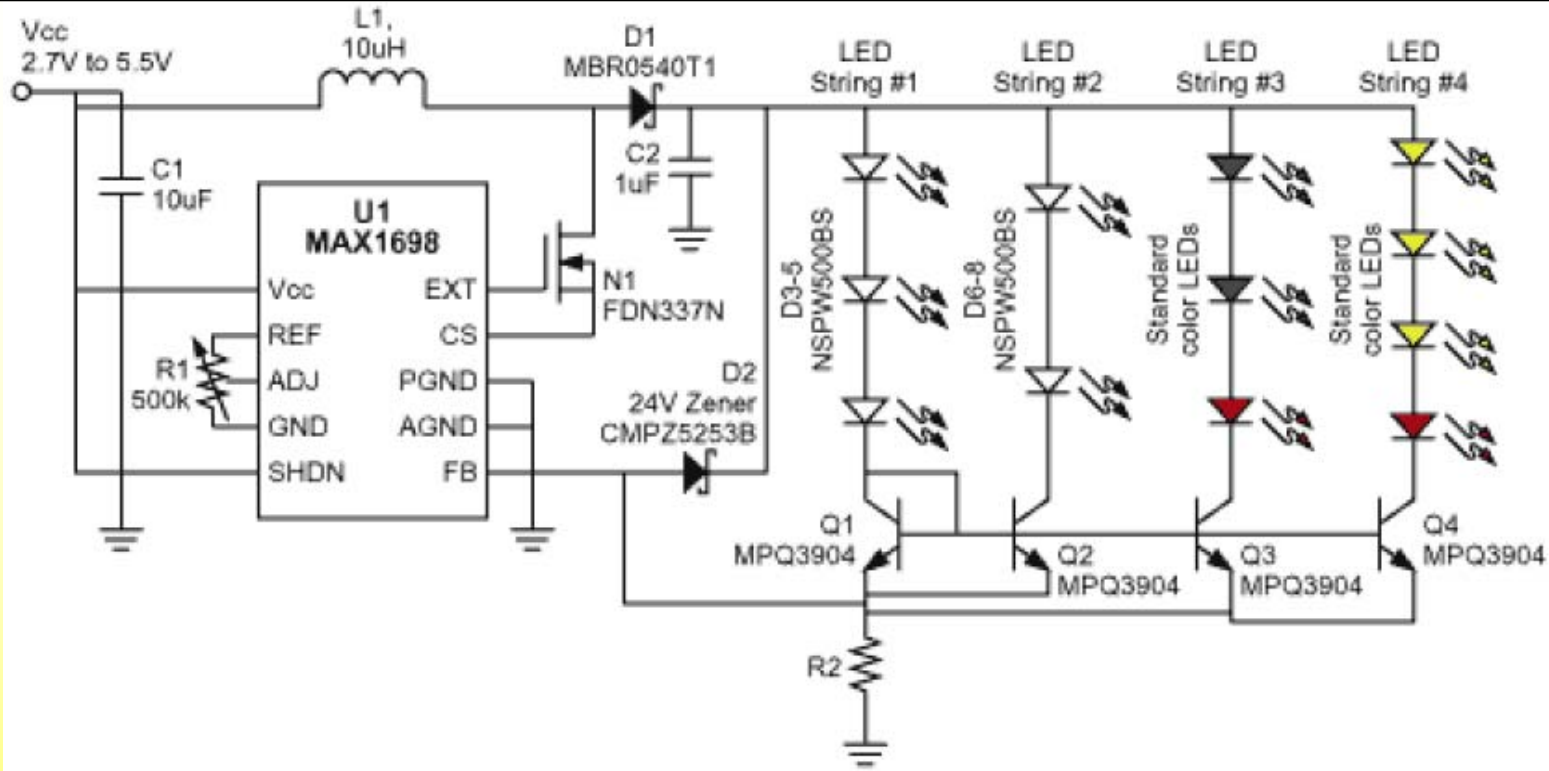 Vcc
2.7V to 5.5V
L1,
10uH
D1
MBR0540T1
LED
String #1
LED
String #2
LED
String #3
LED
String #4
C1
10uF
C2
1uF
U1
MAX1698
Vcc
REF
ADJ
GND
SHDN
EXT
CS
PGND
AGND
FB
R1
500k
N1
FDN337N
D2
24V Zener
CMPZ5253B
D3-5
NSPW500BS
D6-8
NSPW500BS
Standard
color LEDs
Standard
color LEDs
Q1
MPQ3904
Q2
MPQ3904
Q3
MPQ3904
Q4
MPQ3904
R2